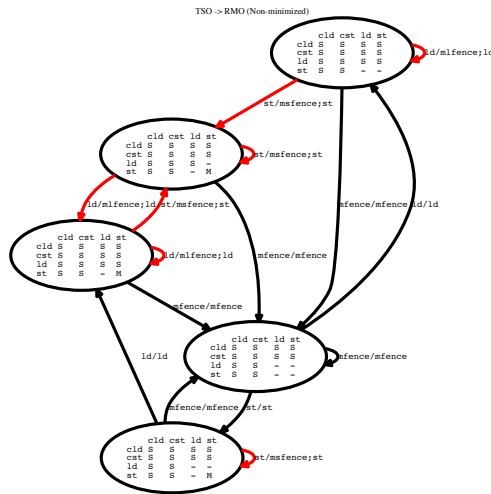 TSO -> RMO (Non-minimized)
cld cst ld st
cld S S S S
cst S S S S
ld S S S S
st S S - -
ld/mlfence;ld
st/msfence;st
cld cst ld st
cld S S S S
cst S S S S
ld S S S -
st S S - M
st/msfence;st
ld/mlfence;ld
st/msfence;st
mfence/mfence
ld/ld
mfence/mfence
cld cst ld st
cld S S S S
cst S S S S
ld S S S S
st S S - M
ld/mlfence;ld
mfence/mfence
cld cst ld st
cld S S S S
cst S S S S
ld S S - -
st S S - -
mfence/mfence
ld/ld
mfence/mfence
st/st
cld cst ld st
cld S S S S
cst S S S S
ld S S - -
st S S - M
st/msfence;st